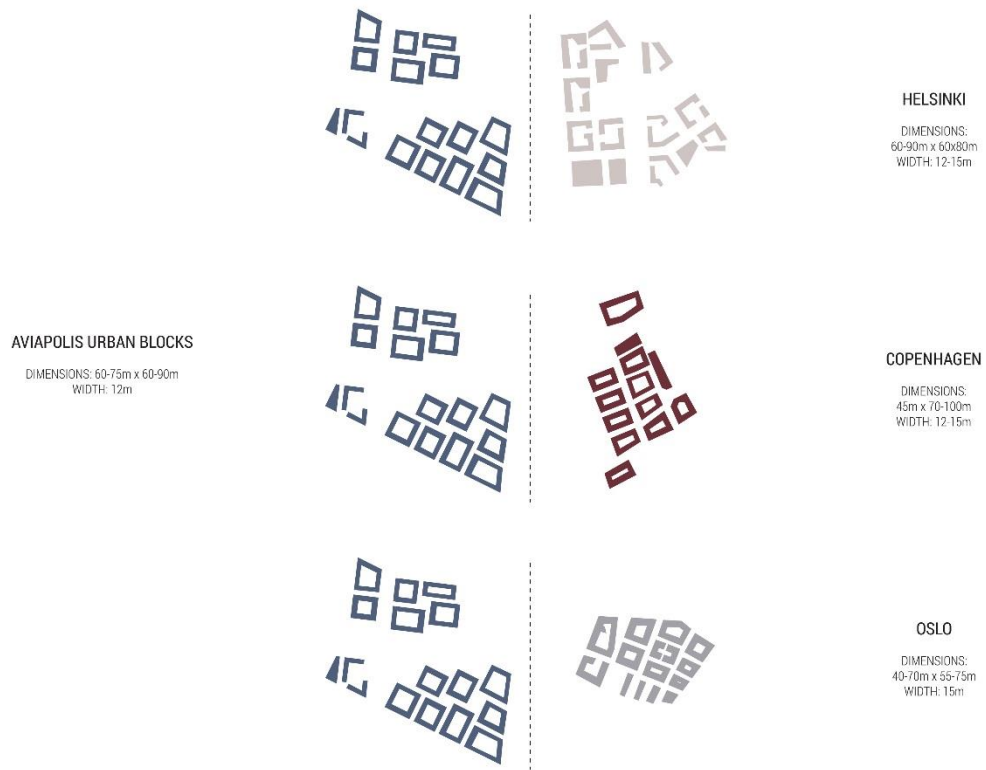 HELSINKI
DIMENSIONS:
60-90m x 60x80m
WIDTH: 12-15m
AVIAPOLIS URBAN BLOCKS
DIMENSIONS: 60-75m x 60-90m
WIDTH: 12m
COPENHAGEN
DIMENSIONS:
45m x 70-100m
WIDTH: 12-15m
OSLO
DIMENSIONS:
40-70m x 55-75m
WIDTH: 15m